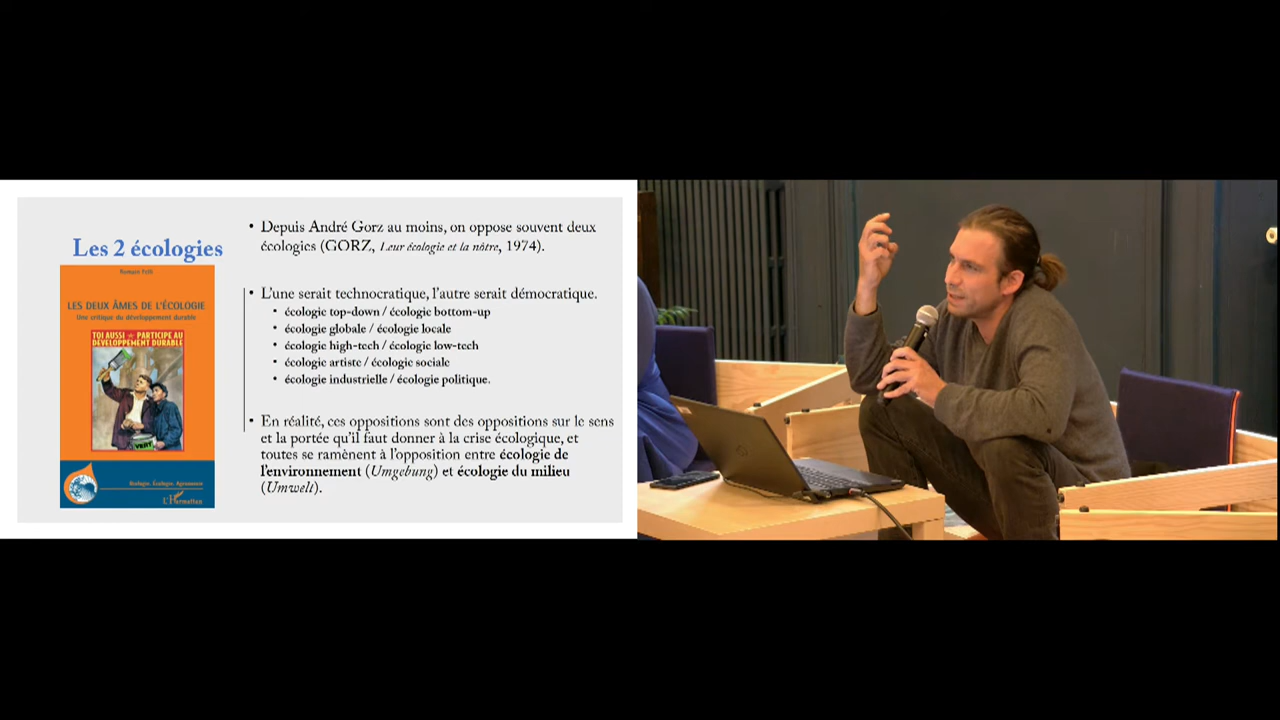 Les 2 écologies
Romain Felli
LES DEUX ÂMES DE L'ÉCOLOGIE
Une critique du développement durable
TOI AUSSI PARTICIPE AU
DÉVELOPPEMENT DURABLE
VERT
Biologie, Écologie, Agronomie
L'Harmattan
• Depuis André Gorz au moins, on oppose souvent deux
écologies (GORZ, Leur écologie et la nôtre, 1974).
• L'une serait technocratique, l'autre serait démocratique.
• écologie top-down / écologie bottom-up
• écologie globale / écologie locale
• écologie high-tech / écologie low-tech
• écologie artiste / écologie sociale
• écologie industrielle / écologie politique.
• En réalité, ces oppositions sont des oppositions sur le sens
et la portée qu'il faut donner à la crise écologique, et
toutes se ramènent à l'opposition entre écologie de
l'environnement (Umgebung) et écologie du milieu
(Umwelt).